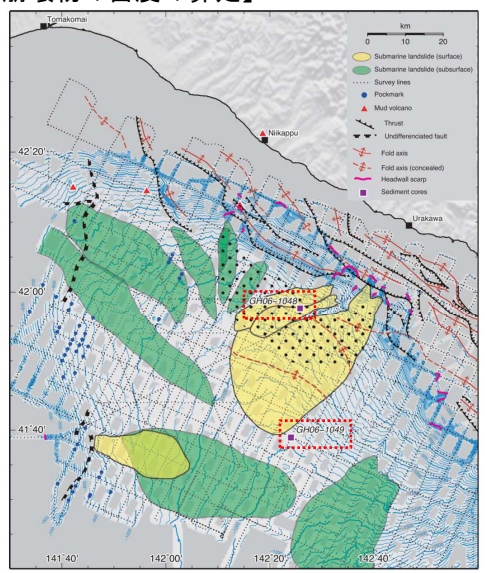 Tomakomai
km
0 10 20
Submarine landslide (surface)
Submarine landslide (subsurface)
Survey lines
Pockmark
Mud volcano
Thrust
Undifferenciated fault
Fold axis
Fold axis (concealed)
Headwall scarp
Sediment cores
Niikappu
42˚20'
Urakawa
42˚00'
GH06-1048
41˚40'
GH06-1049
141˚40' 142˚00' 142˚20' 142˚40'